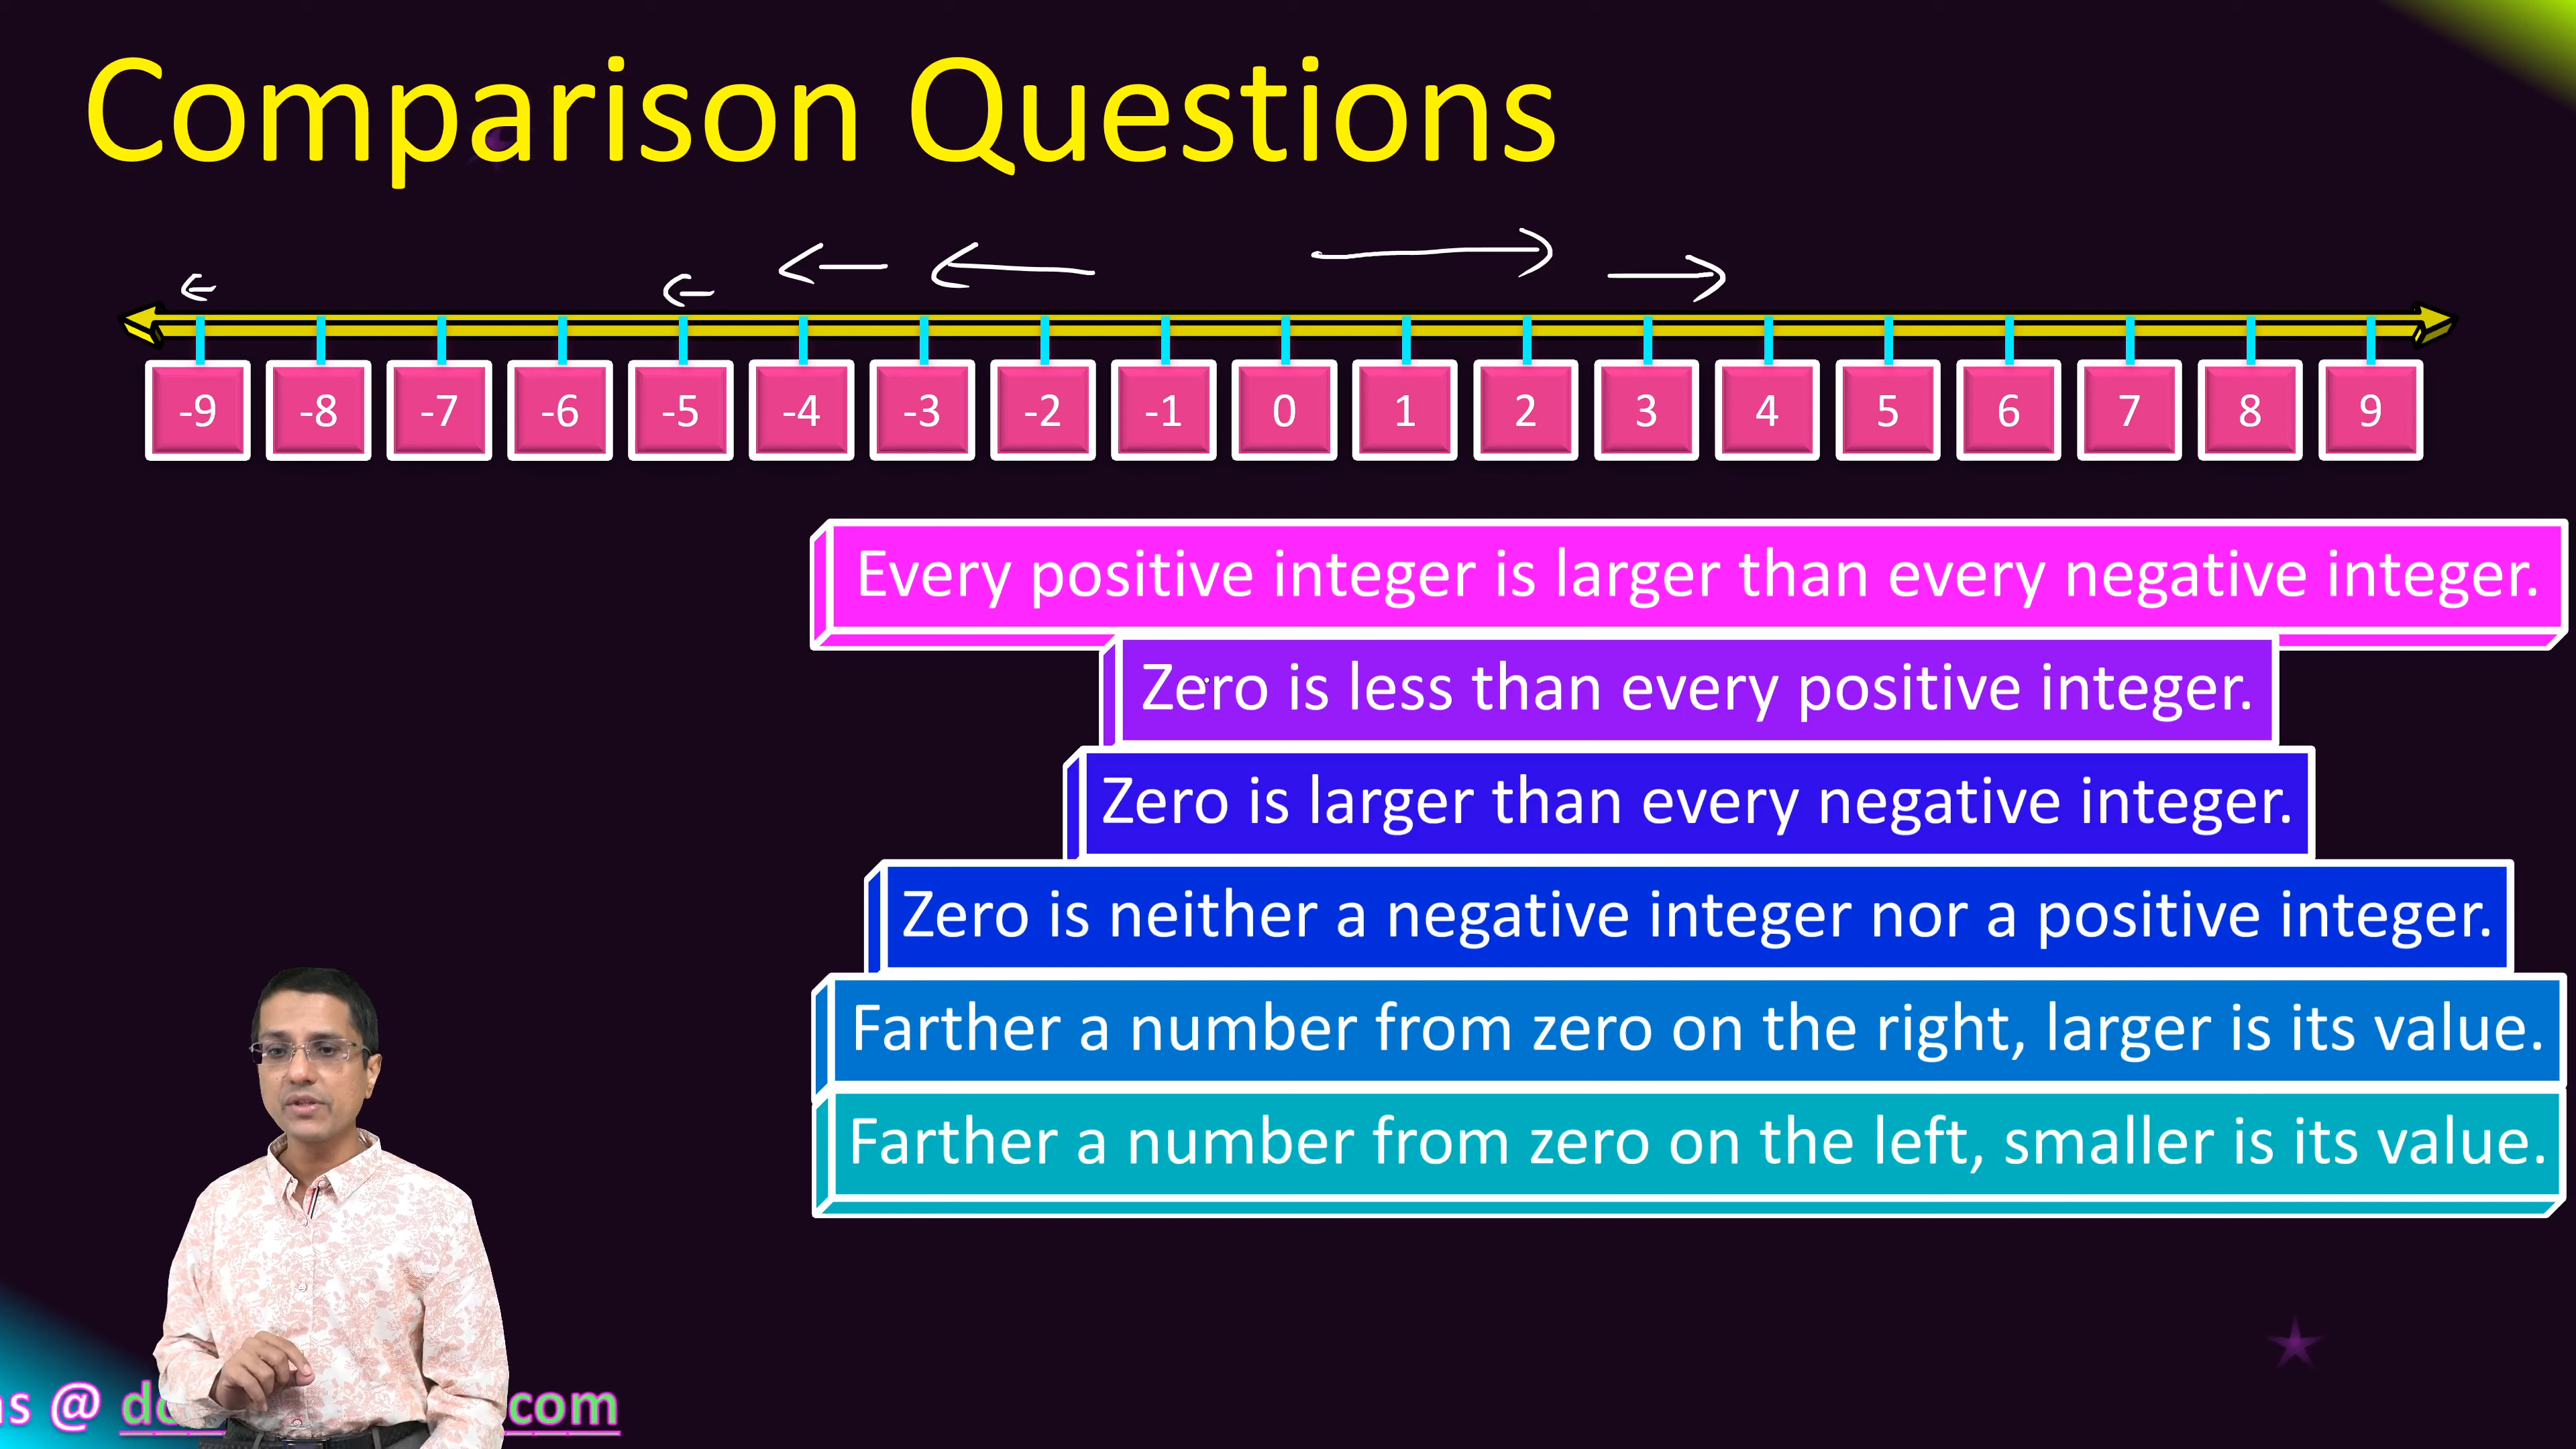 Comparison Questions
-9 -8 -7 -6 -5 -4 -3 -2 -1 0 1 2 3 4 5 6 7 8 9
Every positive integer is larger than every negative integer.
Zero is less than every positive integer.
Zero is larger than every negative integer.
Zero is neither a negative integer nor a positive integer.
Farther a number from zero on the right, larger is its value.
Farther a number from zero on the left, smaller is its value.
@ com